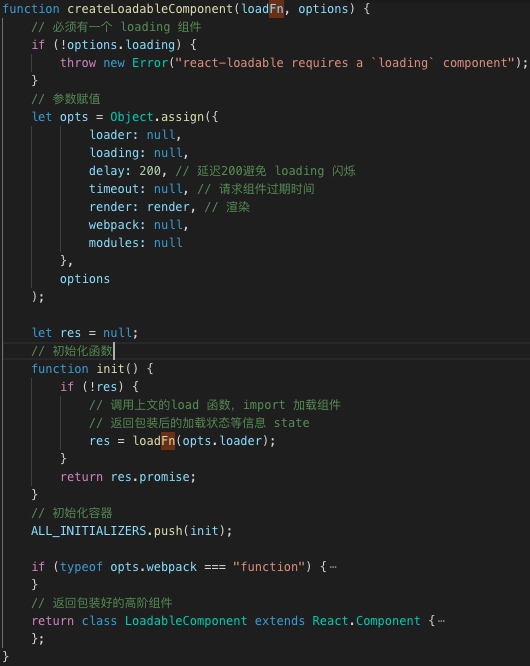 function createLoadableComponent(loadFn, options) {
    // 必须有一个 loading 组件
    if (!options.loading) {
        throw new Error("react-loadable requires a `loading` component");
    }
    // 参数赋值
    let opts = Object.assign({
            loader: null,
            loading: null,
            delay: 200, // 延迟200避免 loading 闪烁
            timeout: null, // 请求组件过期时间
            render: render, // 渲染
            webpack: null,
            modules: null
        },
        options
    );

    let res = null;
    // 初始化函数
    function init() {
        if (!res) {
            // 调用上文的load 函数，import 加载组件
            // 返回包装后的加载状态等信息 state
            res = loadFn(opts.loader);
        }
        return res.promise;
    }
    // 初始化容器
    ALL_INITIALIZERS.push(init);

    if (typeof opts.webpack === "function") {⋯
    }
    // 返回包装好的高阶组件
    return class LoadableComponent extends React.Component {⋯
    };
}